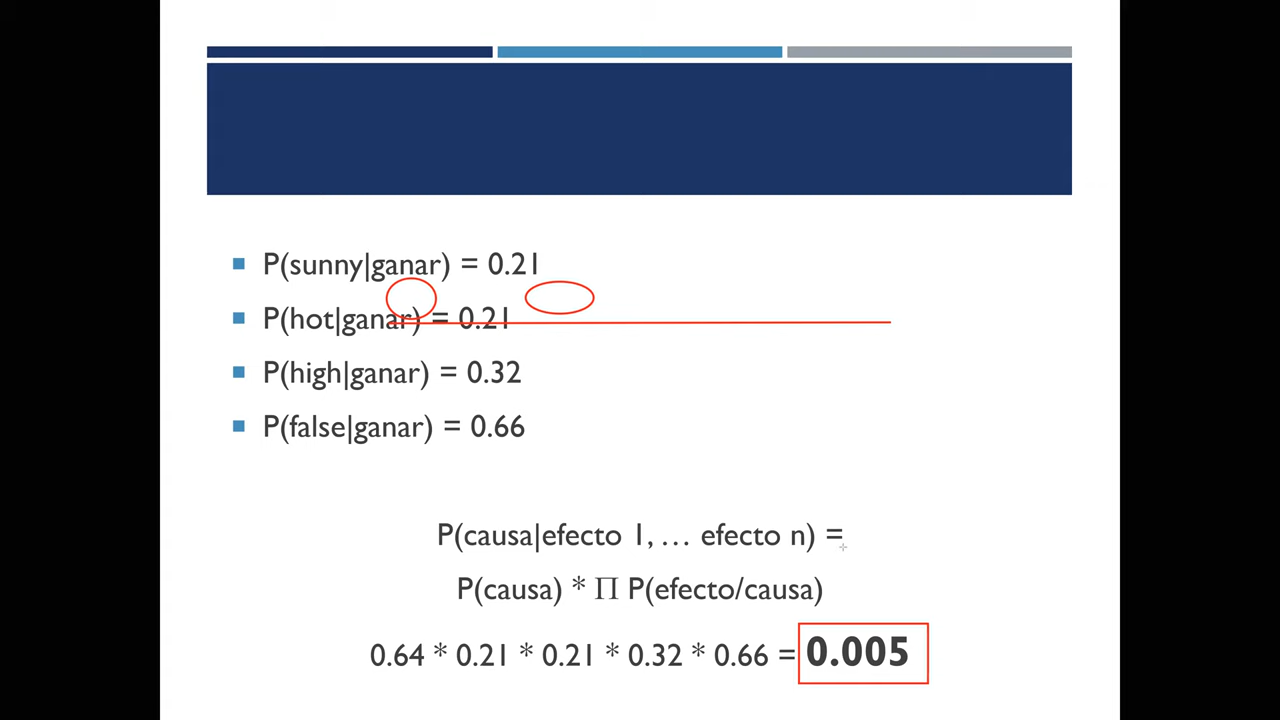 P(sunny|ganar) = 0.21
P(hot|ganar) = 0.21
P(high|ganar) = 0.32
P(false|ganar) = 0.66
P(causa|efecto 1, … efecto n) =
P(causa) * Π P(efecto/causa)
0.64 * 0.21 * 0.21 * 0.32 * 0.66 = 0.005